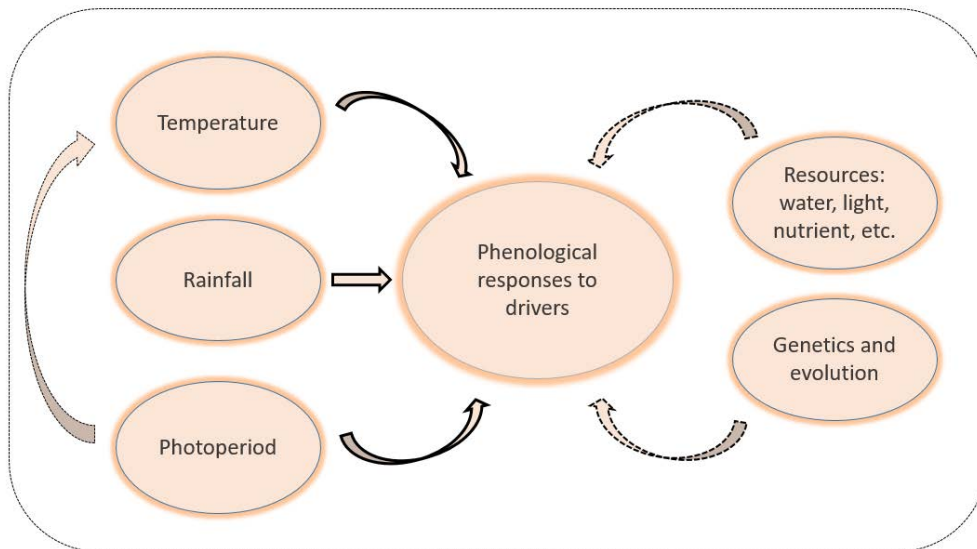 Temperature
Rainfall
Photoperiod
Phenological
responses to
drivers
Resources:
water, light,
nutrient, etc.
Genetics and
evolution